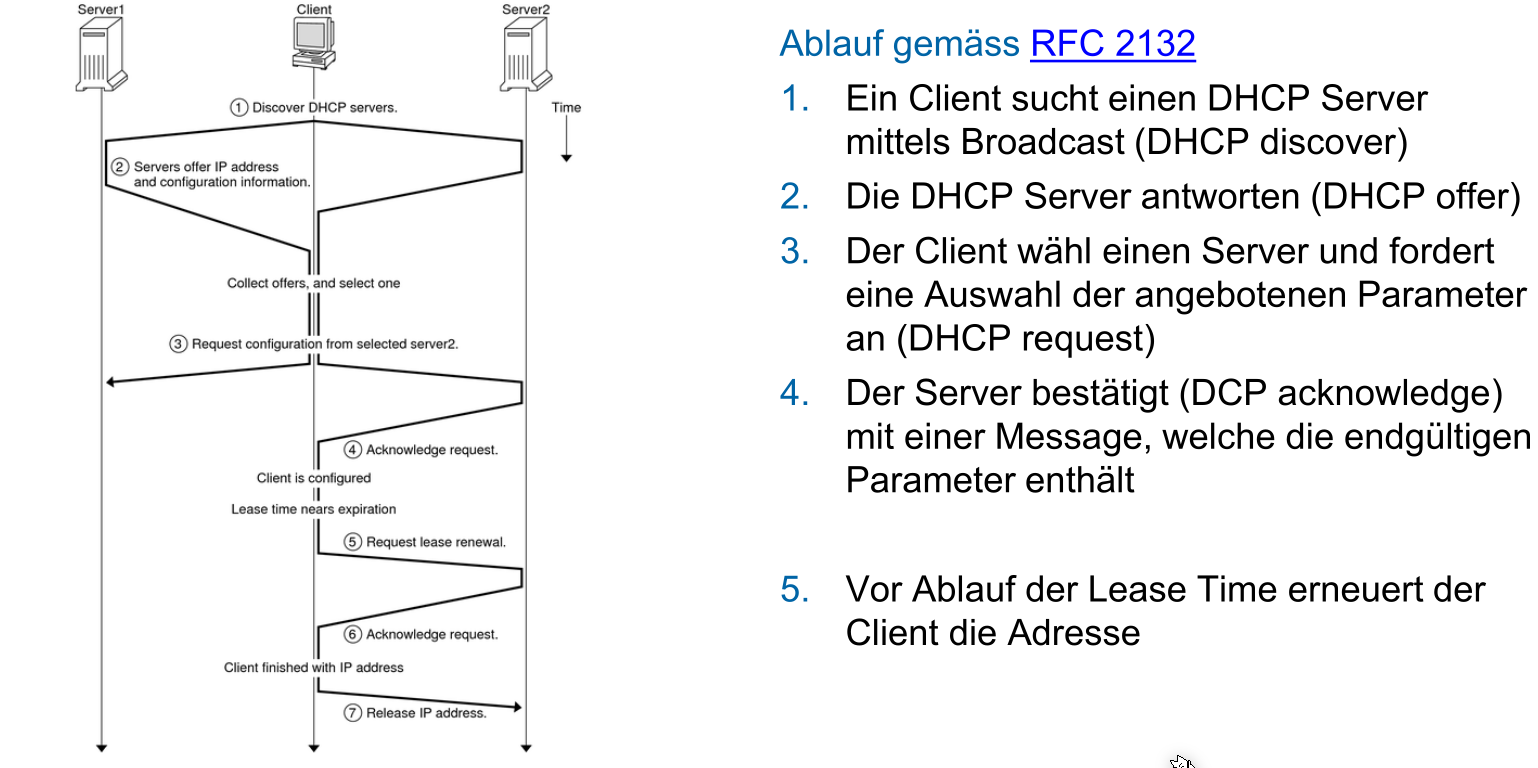 Server1
Client
Server2
① Discover DHCP servers.
Time
② Servers offer IP address
and configuration information.
Collect offers, and select one
③ Request configuration from selected server2.
④ Acknowledge request.
Client is configured
Lease time nears expiration
⑤ Request lease renewal.
⑥ Acknowledge request.
Client finished with IP address
⑦ Release IP address.
Ablauf gemäss RFC 2132
1. Ein Client sucht einen DHCP Server
mittels Broadcast (DHCP discover)
2. Die DHCP Server antworten (DHCP offer)
3. Der Client wähl einen Server und fordert
eine Auswahl der angebotenen Parameter
an (DHCP request)
4. Der Server bestätigt (DCP acknowledge)
mit einer Message, welche die endgültigen
Parameter enthält
5. Vor Ablauf der Lease Time erneuert der
Client die Adresse